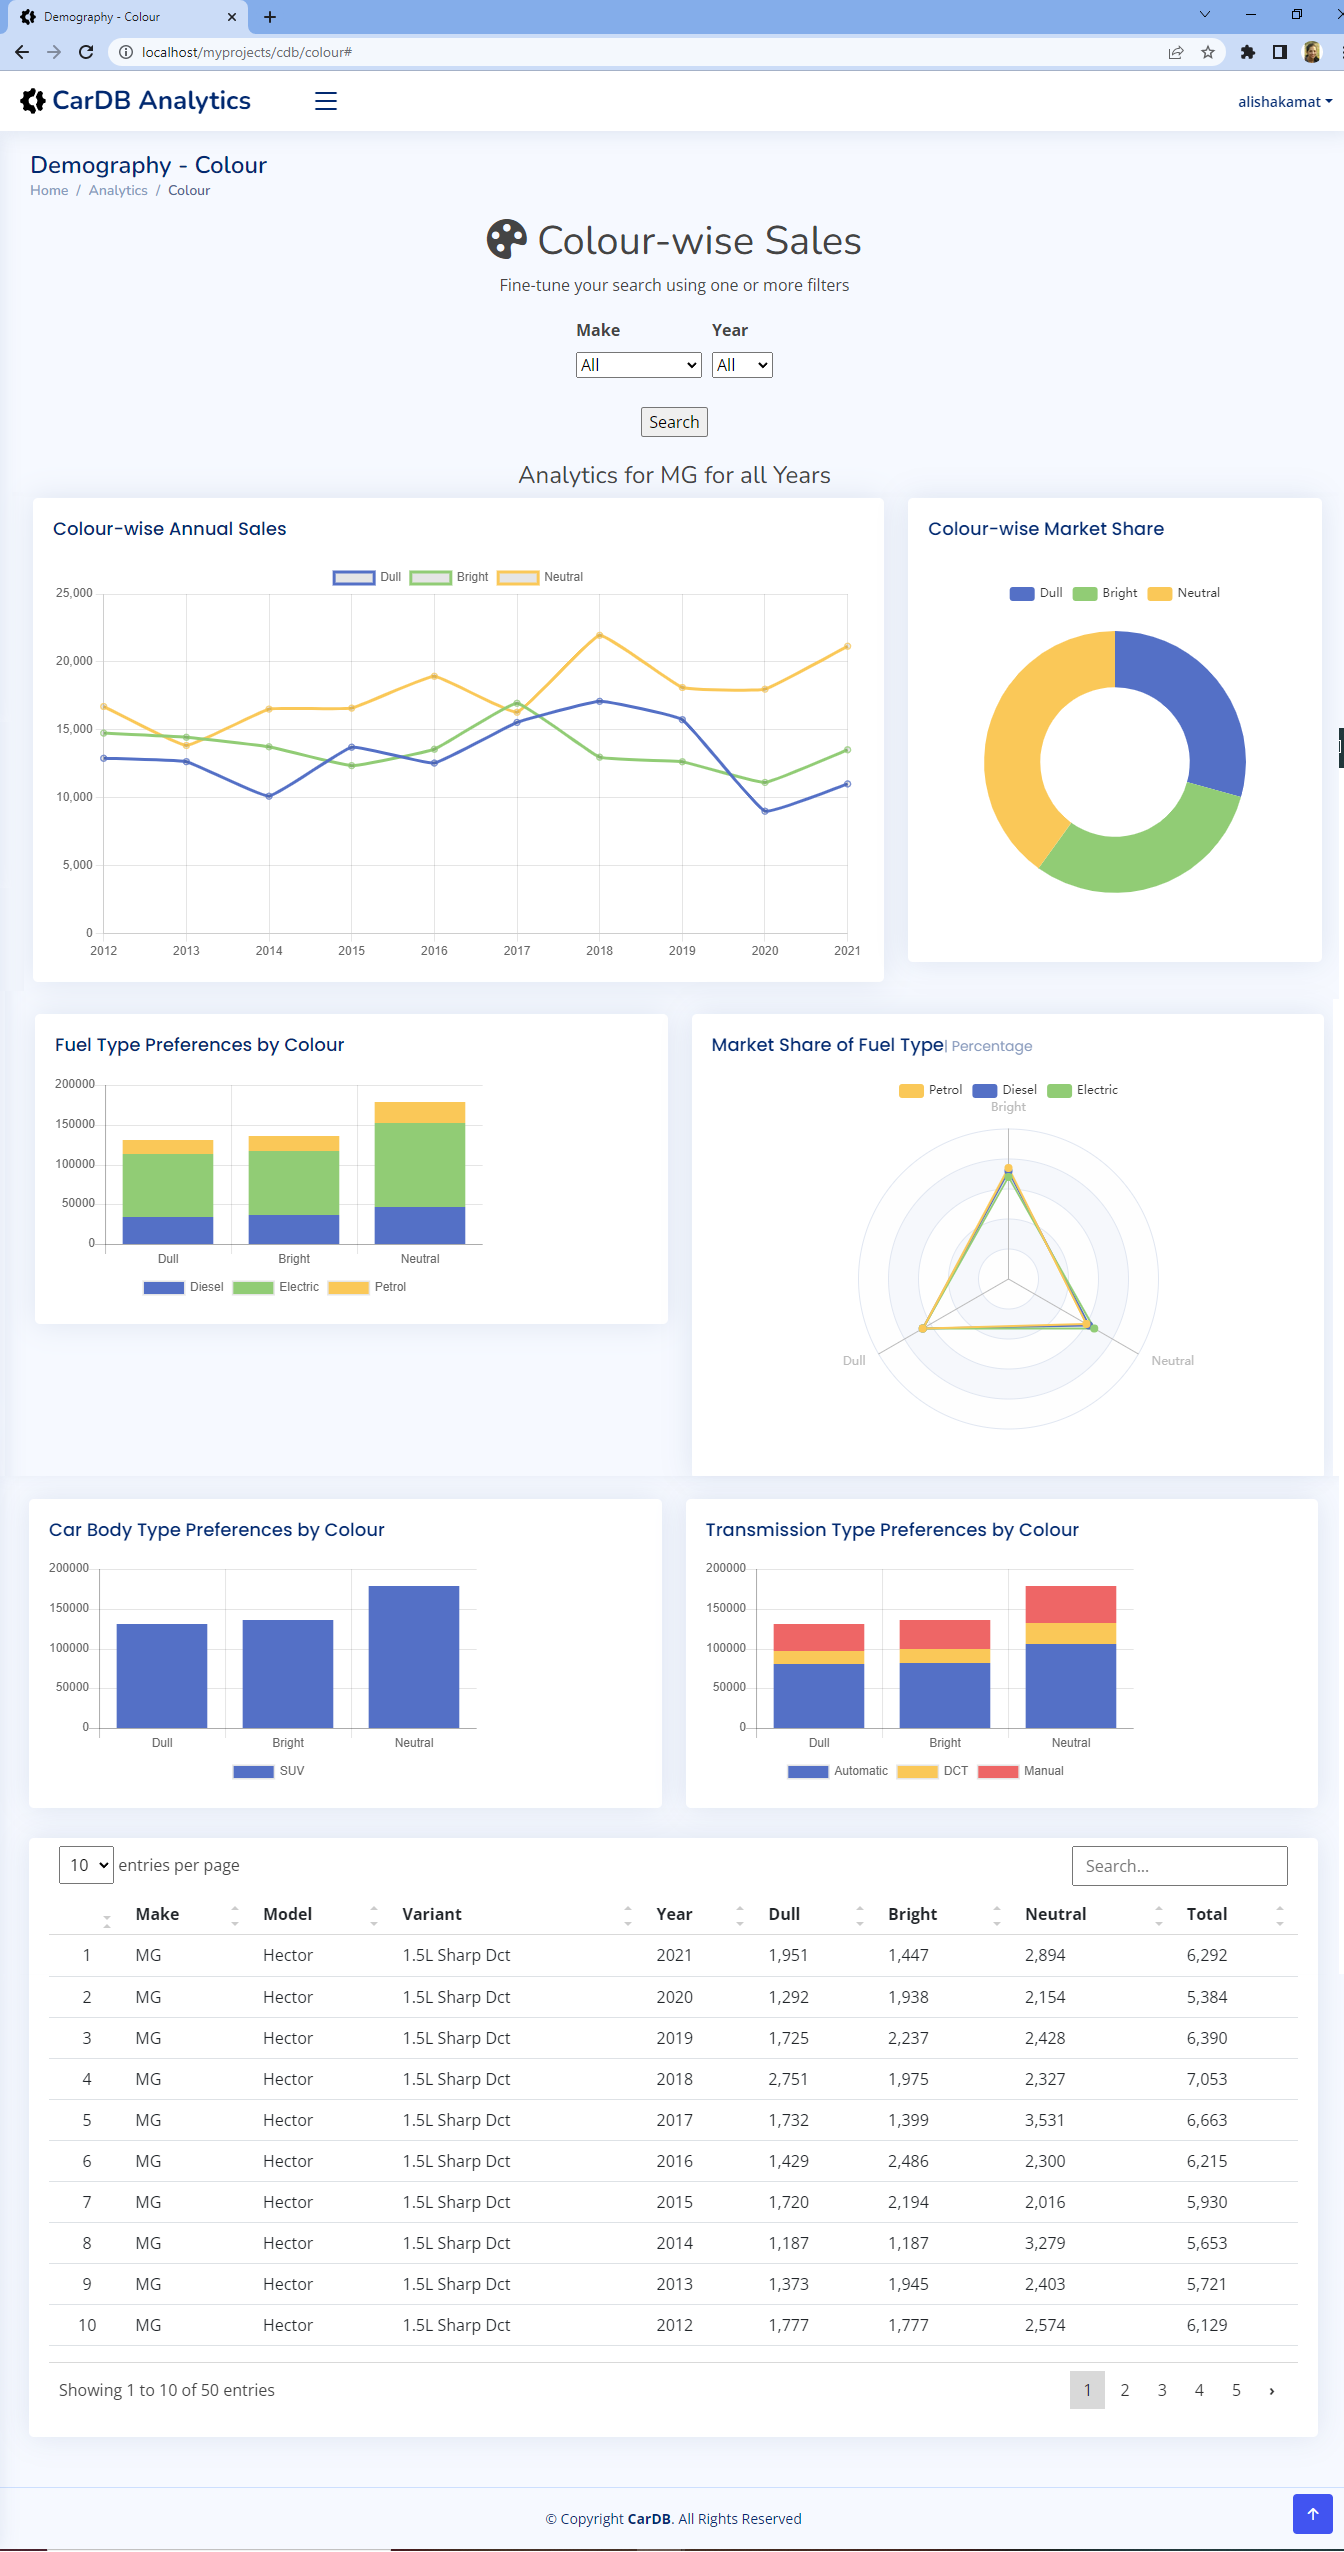 Demography - Colour
localhost/myprojects/cdb/colour#
CarDB Analytics
alishakamat
Demography - Colour
Home / Analytics / Colour
Colour-wise Sales
Fine-tune your search using one or more filters
Make Year
All All
Search
Analytics for MG for all Years
Colour-wise Annual Sales
Dull Bright Neutral
25,000
20,000
15,000
10,000
5,000
0
2012 2013 2014 2015 2016 2017 2018 2019 2020 2021
Colour-wise Market Share
Dull Bright Neutral
Fuel Type Preferences by Colour
200000
150000
100000
50000
0
Dull Bright Neutral
Diesel Electric Petrol
Market Share of Fuel Type| Percentage
Petrol Diesel Electric
Bright
Dull Neutral
Car Body Type Preferences by Colour
200000
150000
100000
50000
0
Dull Bright Neutral
SUV
Transmission Type Preferences by Colour
200000
150000
100000
50000
0
Dull Bright Neutral
Automatic DCT Manual
10 entries per page
Search...
Make Model Variant Year Dull Bright Neutral Total
1 MG Hector 1.5L Sharp Dct 2021 1,951 1,447 2,894 6,292
2 MG Hector 1.5L Sharp Dct 2020 1,292 1,938 2,154 5,384
3 MG Hector 1.5L Sharp Dct 2019 1,725 2,237 2,428 6,390
4 MG Hector 1.5L Sharp Dct 2018 2,751 1,975 2,327 7,053
5 MG Hector 1.5L Sharp Dct 2017 1,732 1,399 3,531 6,663
6 MG Hector 1.5L Sharp Dct 2016 1,429 2,486 2,300 6,215
7 MG Hector 1.5L Sharp Dct 2015 1,720 2,194 2,016 5,930
8 MG Hector 1.5L Sharp Dct 2014 1,187 1,187 3,279 5,653
9 MG Hector 1.5L Sharp Dct 2013 1,373 1,945 2,403 5,721
10 MG Hector 1.5L Sharp Dct 2012 1,777 1,777 2,574 6,129
Showing 1 to 10 of 50 entries
1 2 3 4 5 ›
© Copyright CarDB. All Rights Reserved